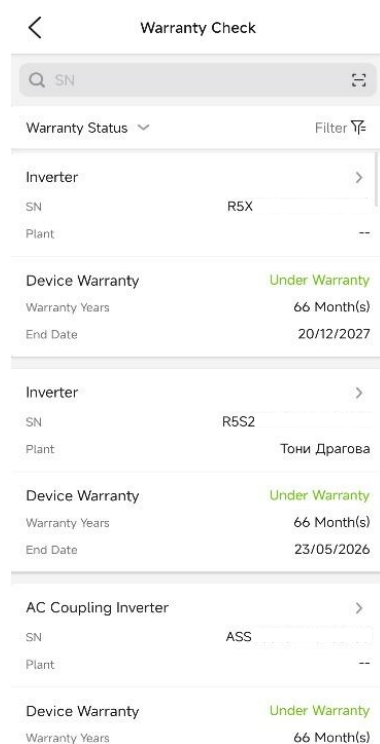 Warranty Check
SN
Warranty Status Filter
Inverter
SN R5X
Plant --
Device Warranty Under Warranty
Warranty Years 66 Month(s)
End Date 20/12/2027
Inverter
SN R5S2
Plant Тони Драгова
Device Warranty Under Warranty
Warranty Years 66 Month(s)
End Date 23/05/2026
AC Coupling Inverter
SN ASS
Plant --
Device Warranty Under Warranty
Warranty Years 66 Month(s)